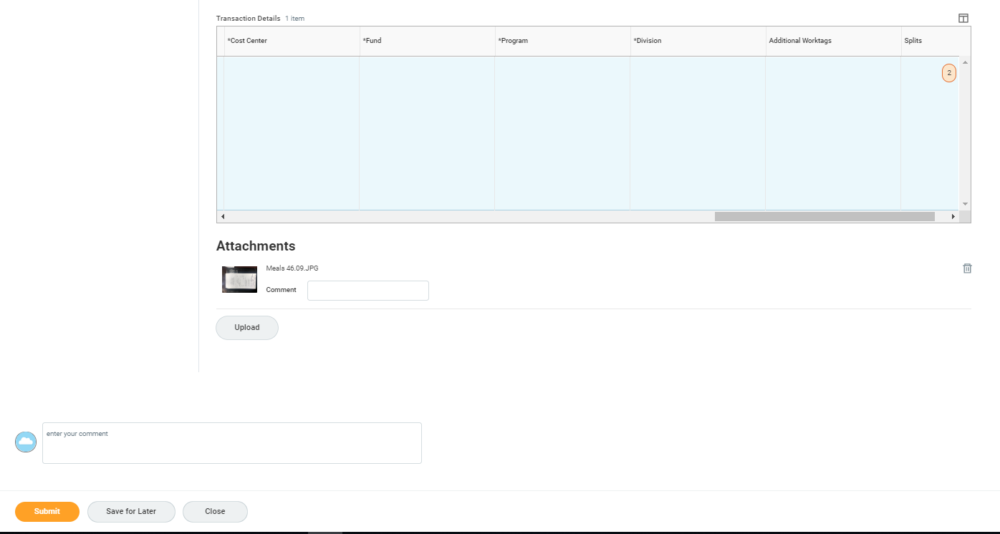 Transaction Details 1 item
*Cost Center *Fund *Program *Division Additional Worktags Splits
2
Attachments
Meals 46.09.JPG
Comment
Upload
enter your comment
Submit Save for Later Close